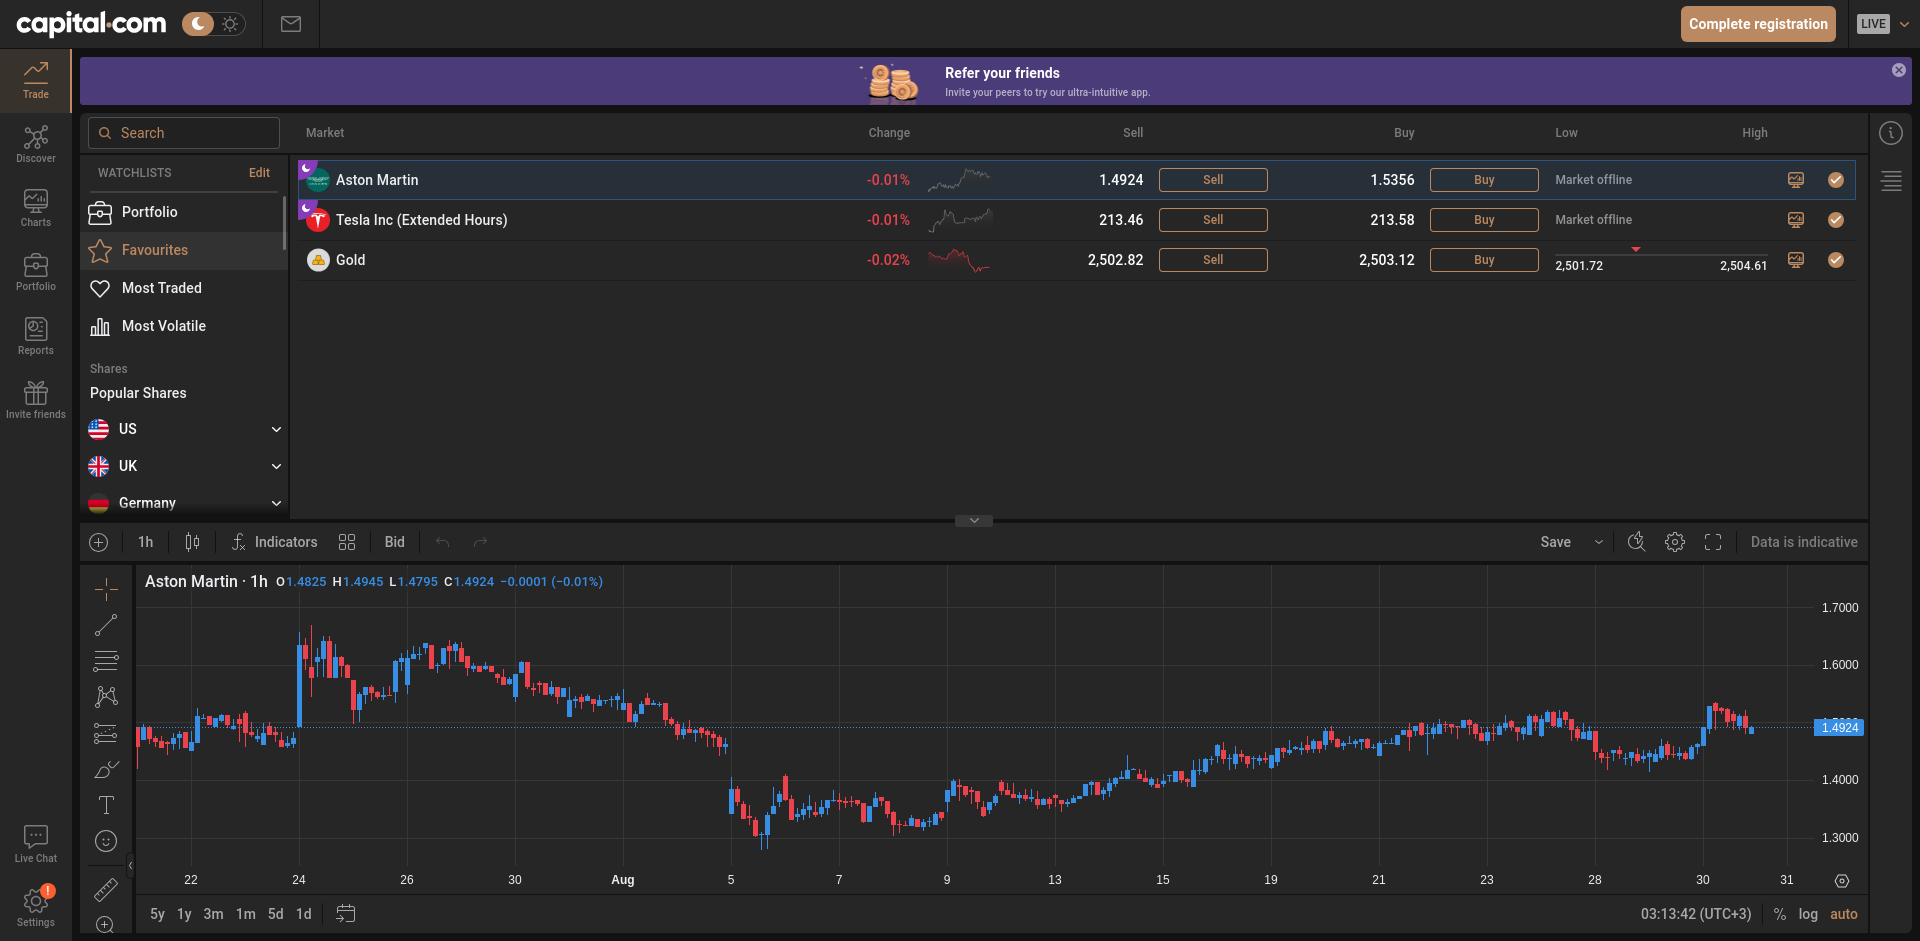 capital.com
Complete registration
LIVE
Trade
Discover
Charts
Portfolio
Reports
Invite friends
Live Chat
!
Settings
Refer your friends
Invite your peers to try our ultra-intuitive app.
Search
Market Change Sell Buy Low High
WATCHLISTS Edit
Portfolio
Favourites
Most Traded
Most Volatile
Shares
Popular Shares
US
UK
Germany
Aston Martin -0.01% 1.4924 Sell 1.5356 Buy Market offline
Tesla Inc (Extended Hours) -0.01% 213.46 Sell 213.58 Buy Market offline
Gold -0.02% 2,502.82 Sell 2,503.12 Buy 2,501.72 2,504.61
1h Indicators Bid Save Data is indicative
Aston Martin · 1h O1.4825 H1.4945 L1.4795 C1.4924 −0.0001 (−0.01%)
1.7000
1.6000
1.4924
1.4000
1.3000
22 24 26 30 Aug 5 7 9 13 15 19 21 23 28 30 31
5y 1y 3m 1m 5d 1d 03:13:42 (UTC+3) % log auto